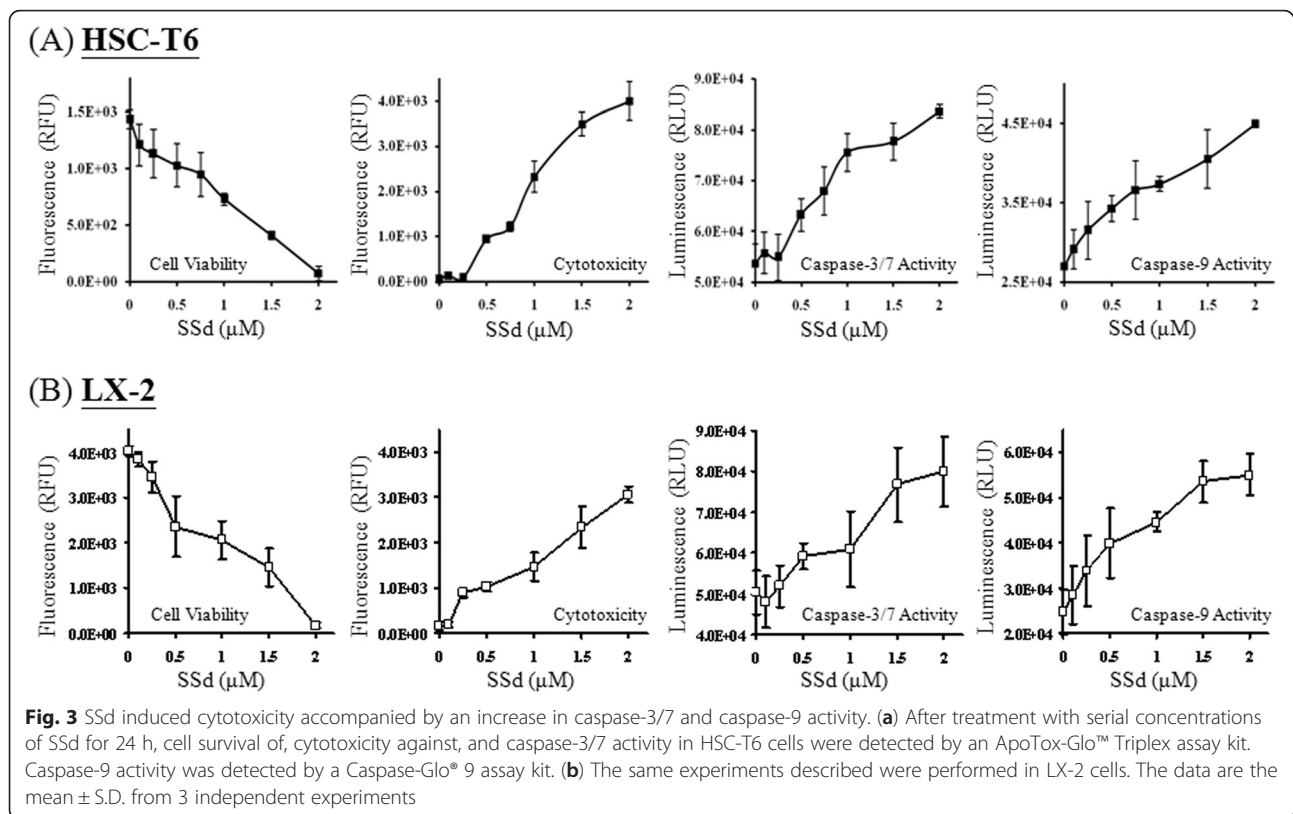 (A) HSC-T6
Fluorescence (RFU)
1.5E+03
1.0E+03
5.0E+02
0.0E+00
Cell Viability
0 0.5 1 1.5 2
SSd (µM)
Fluorescence (RFU)
4.0E+03
3.0E+03
2.0E+03
1.0E+03
0.0E+00
Cytotoxicity
0 0.5 1 1.5 2
SSd (µM)
Luminescence (RLU)
9.0E+04
8.0E+04
7.0E+04
6.0E+04
5.0E+04
Caspase-3/7 Activity
0 0.5 1 1.5 2
SSd (µM)
Luminescence (RLU)
4.5E+04
3.5E+04
2.5E+04
Caspase-9 Activity
0 0.5 1 1.5 2
SSd (µM)
(B) LX-2
Fluorescence (RFU)
4.0E+03
3.0E+03
2.0E+03
1.0E+03
0.0E+00
Cell Viability
0 0.5 1 1.5 2
SSd (µM)
Fluorescence (RFU)
4.0E+03
3.0E+03
2.0E+03
1.0E+03
0.0E+00
Cytotoxicity
0 0.5 1 1.5 2
SSd (µM)
Luminescence (RLU)
9.0E+04
8.0E+04
7.0E+04
6.0E+04
5.0E+04
4.0E+04
Caspase-3/7 Activity
0 0.5 1 1.5 2
SSd (µM)
Luminescence (RLU)
6.0E+04
5.0E+04
4.0E+04
3.0E+04
2.0E+04
Caspase-9 Activity
0 0.5 1 1.5 2
SSd (µM)
Fig. 3 SSd induced cytotoxicity accompanied by an increase in caspase-3/7 and caspase-9 activity. (a) After treatment with serial concentrations
of SSd for 24 h, cell survival of, cytotoxicity against, and caspase-3/7 activity in HSC-T6 cells were detected by an ApoTox-Glo™ Triplex assay kit.
Caspase-9 activity was detected by a Caspase-Glo® 9 assay kit. (b) The same experiments described were performed in LX-2 cells. The data are the
mean ± S.D. from 3 independent experiments